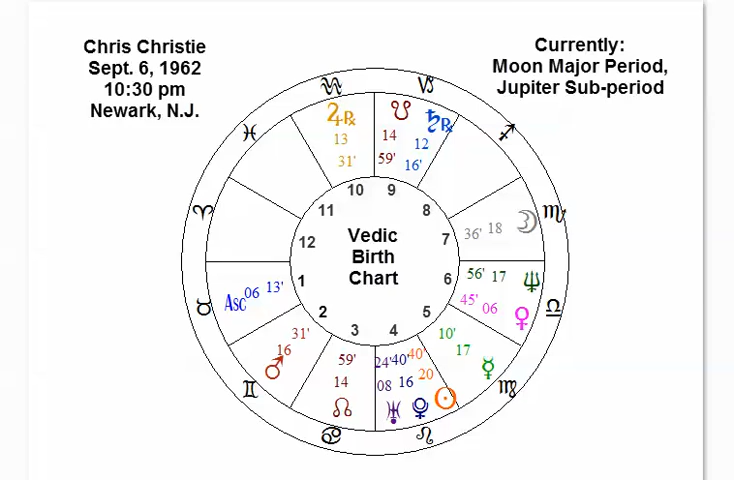 Chris Christie
Sept. 6, 1962
10:30 pm
Newark, N.J.
Currently:
Moon Major Period,
Jupiter Sub-period
♒ ♑
♓ ♐
♃℞ ☋ ♄℞
13 14 12
31' 59' 16'
10 9
11 8
♈ 12 7 36' 18 ☽ ♏
Vedic
Birth
Chart
1 6 56' 17 ♆
♉ Asc 06 13' 45' 06 ♀ ♎
2 5
3 4
31' 10'
16 17
♂ ☿
♊ ♍
59' 24' 40' 40'
14 08 16 20
☊ ♅ ♇ ☉
♋ ♌